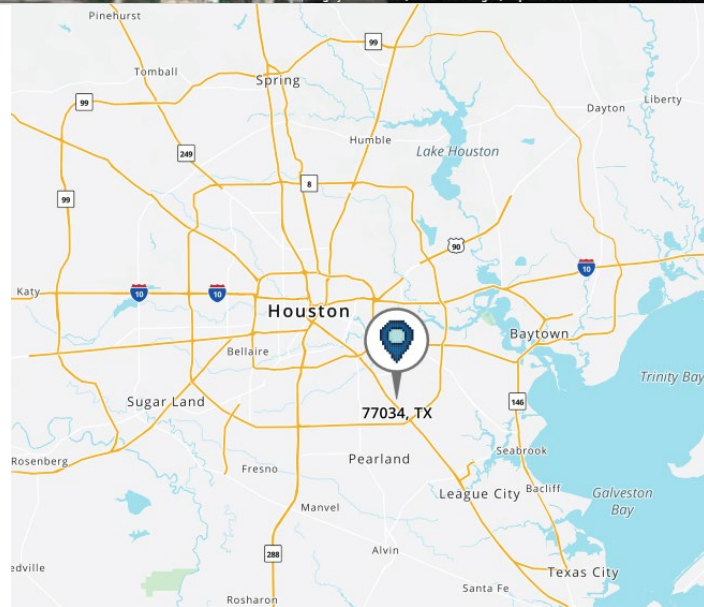 Pinehurst
99
Tomball
Spring
99
Dayton
Liberty
Humble
Lake Houston
249
8
99
90
10
Katy
10
10
Houston
Baytown
Bellaire
Trinity Bay
Sugar Land
146
77034, TX
Rosenberg
Pearland
Seabrook
Fresno
League City
Bacliff
Galveston
Bay
Manvel
288
Alvin
edville
Texas City
Santa Fe
Rosharon